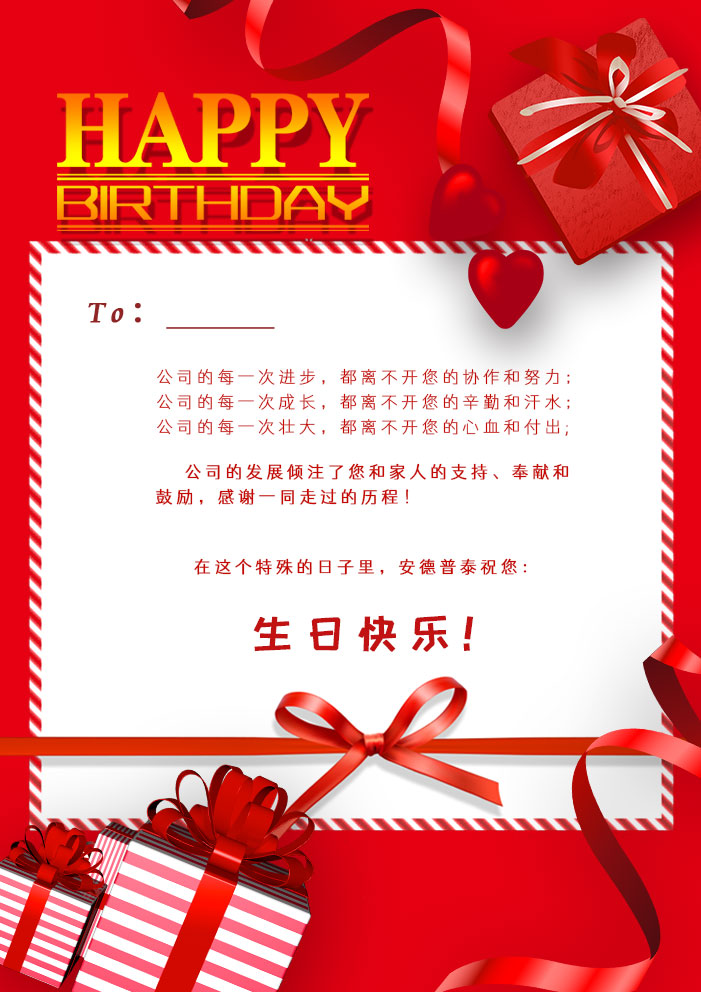 HAPPY
BIRTHDAY
To：
公司的每一次进步，都离不开您的协作和努力；
公司的每一次成长，都离不开您的辛勤和汗水；
公司的每一次壮大，都离不开您的心血和付出；
公司的发展倾注了您和家人的支持、奉献和
鼓励，感谢一同走过的历程！
在这个特殊的日子里，安德普泰祝您：
生日快乐！